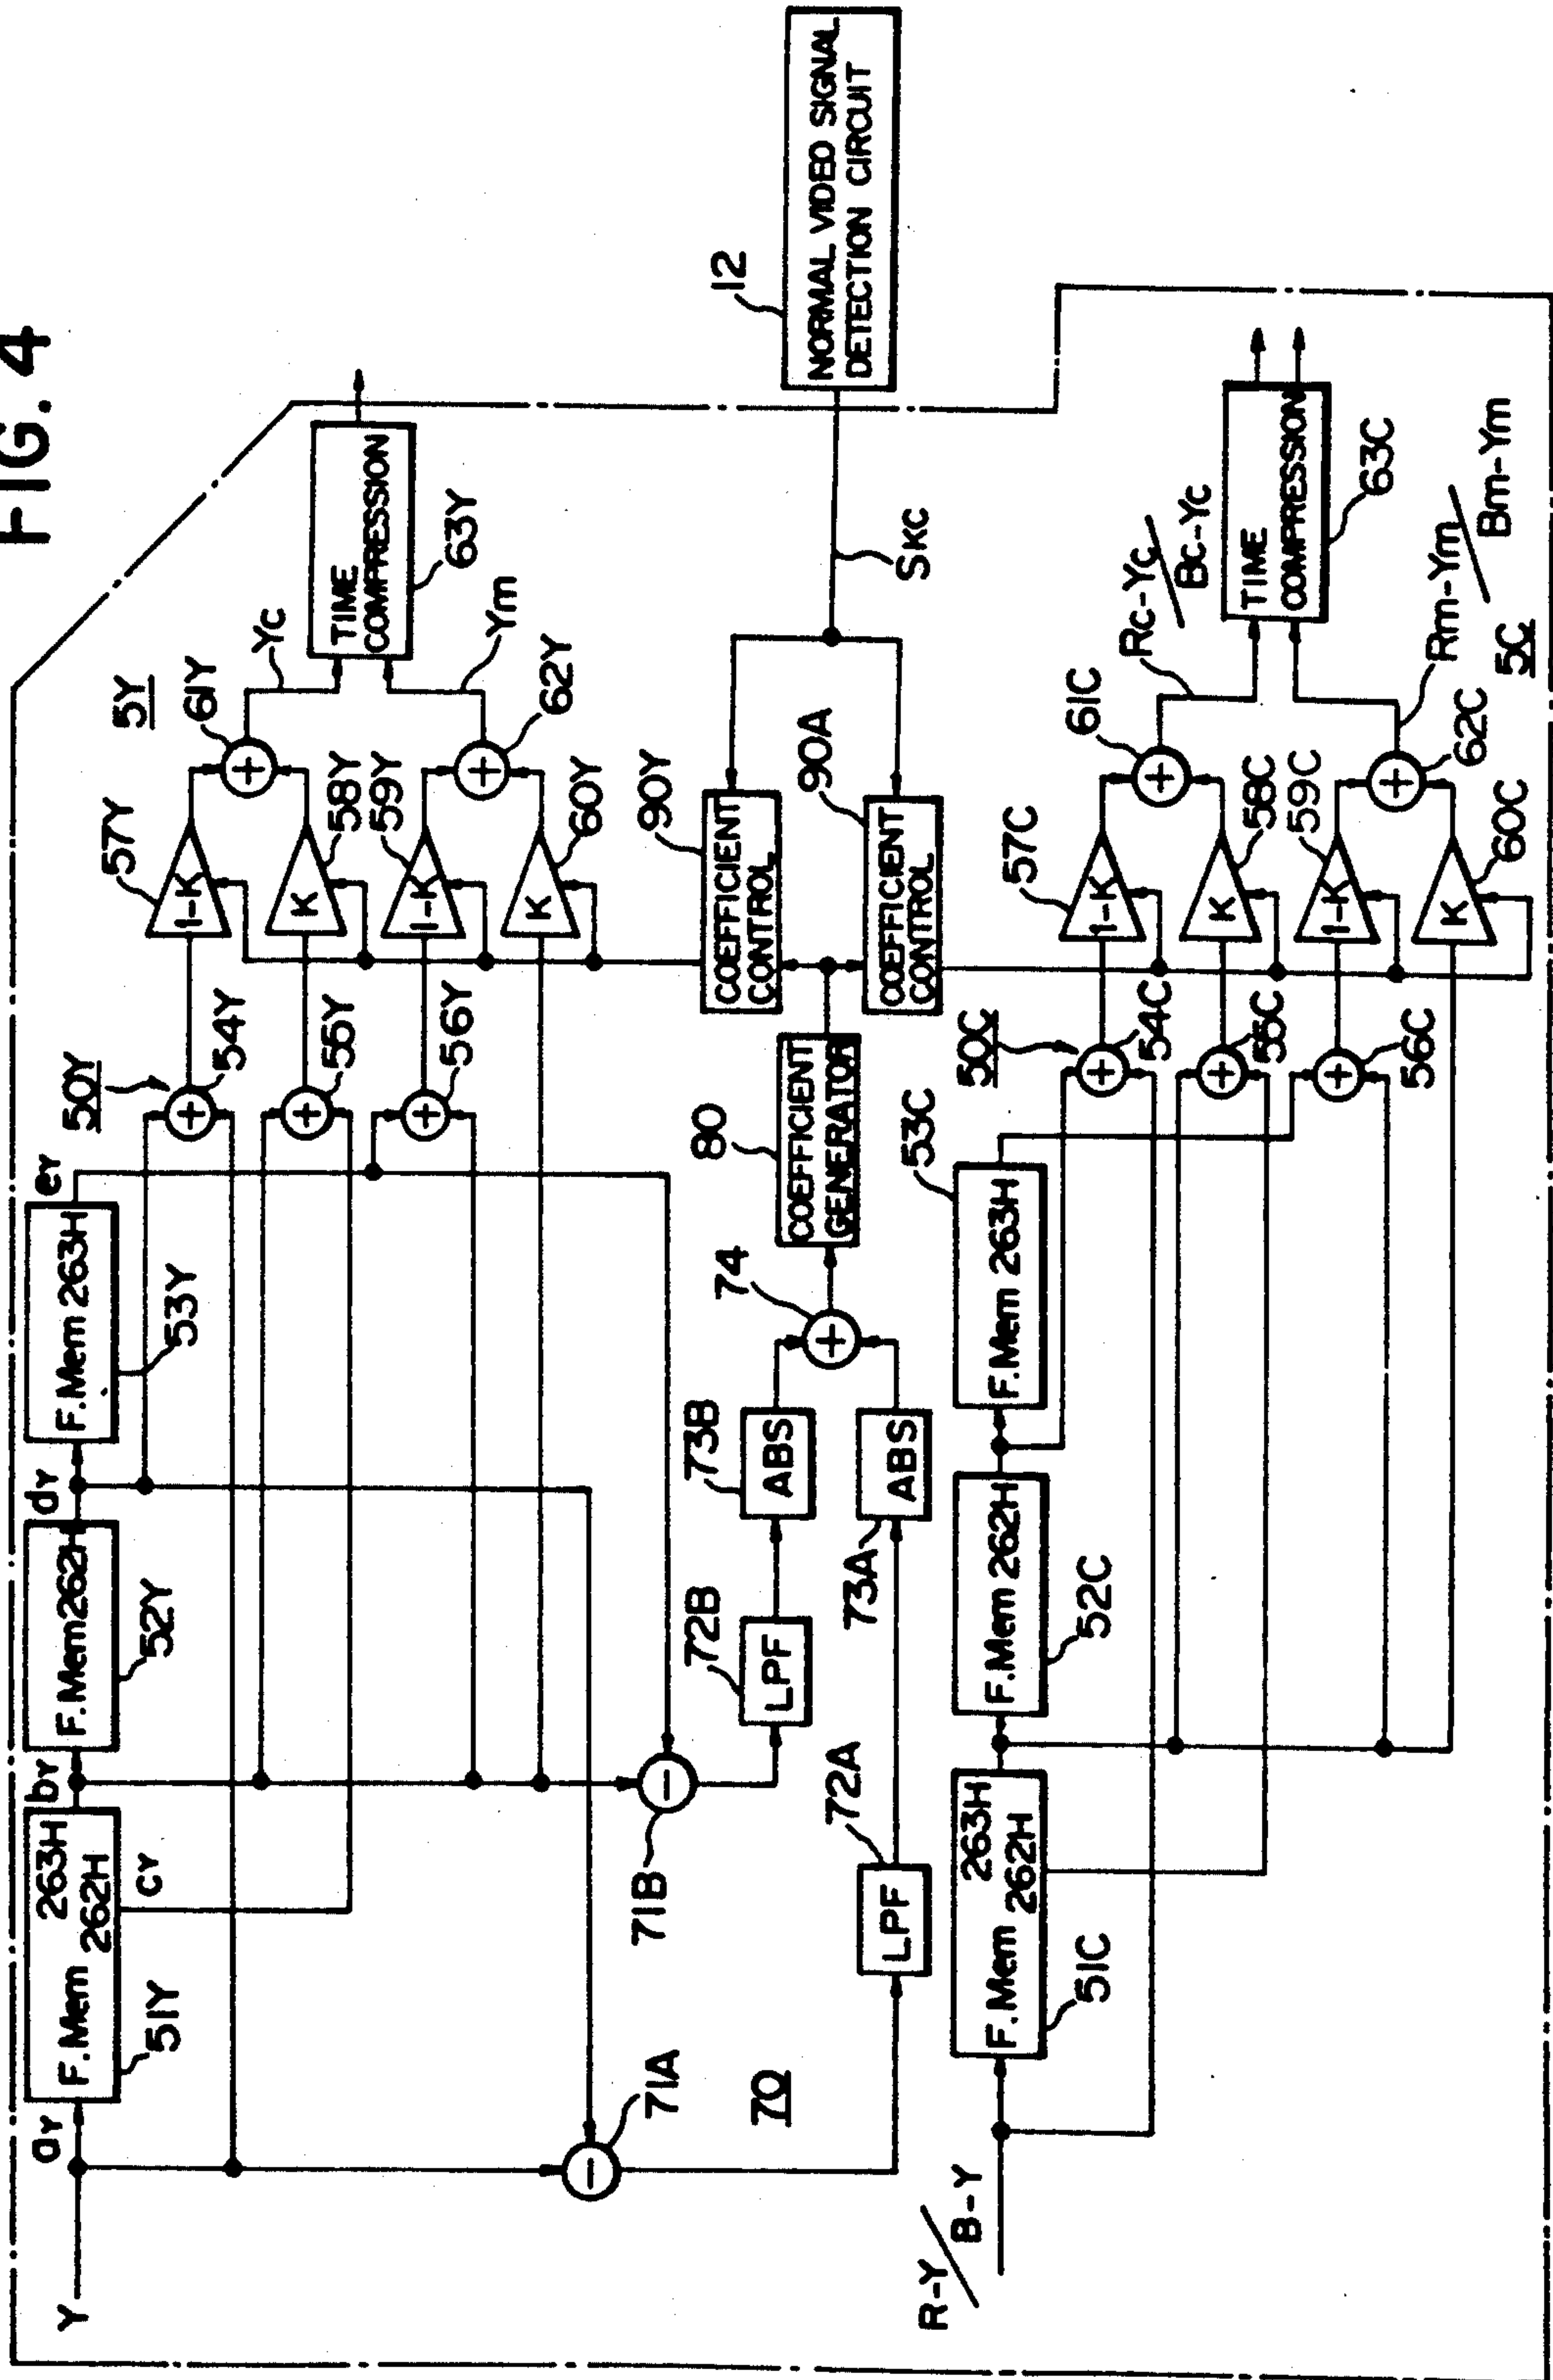 FIG. 4
Y
aY
F.Mem 263H
262H
51Y
bY
cY
F.Mem 262H
52Y
dY
F.Mem 263H
53Y
eY
50Y
+
54Y
+
55Y
+
56Y
1-K
57Y
K
58Y
1-K
59Y
K
60Y
5Y
+
61Y
+
62Y
Yc
Ym
TIME
COMPRESSION
63Y
−
71A
−
71B
70
LPF
72B
LPF
72A
ABS
73B
ABS
73A
+
74
COEFFICIENT
GENERATOR
80
COEFFICIENT
CONTROL
90Y
COEFFICIENT
CONTROL
90A
SKC
12
NORMAL VIDEO SIGNAL
DETECTION CIRCUIT
R-Y/B-Y
F.Mem 263H
262H
51C
F.Mem 262H
52C
F.Mem 263H
53C
50C
+
54C
+
55C
+
56C
1-K
57C
K
58C
1-K
59C
K
60C
+
61C
+
62C
Rc-Yc/Bc-Yc
Rm-Ym/Bm-Ym
TIME
COMPRESSION
63C
5C